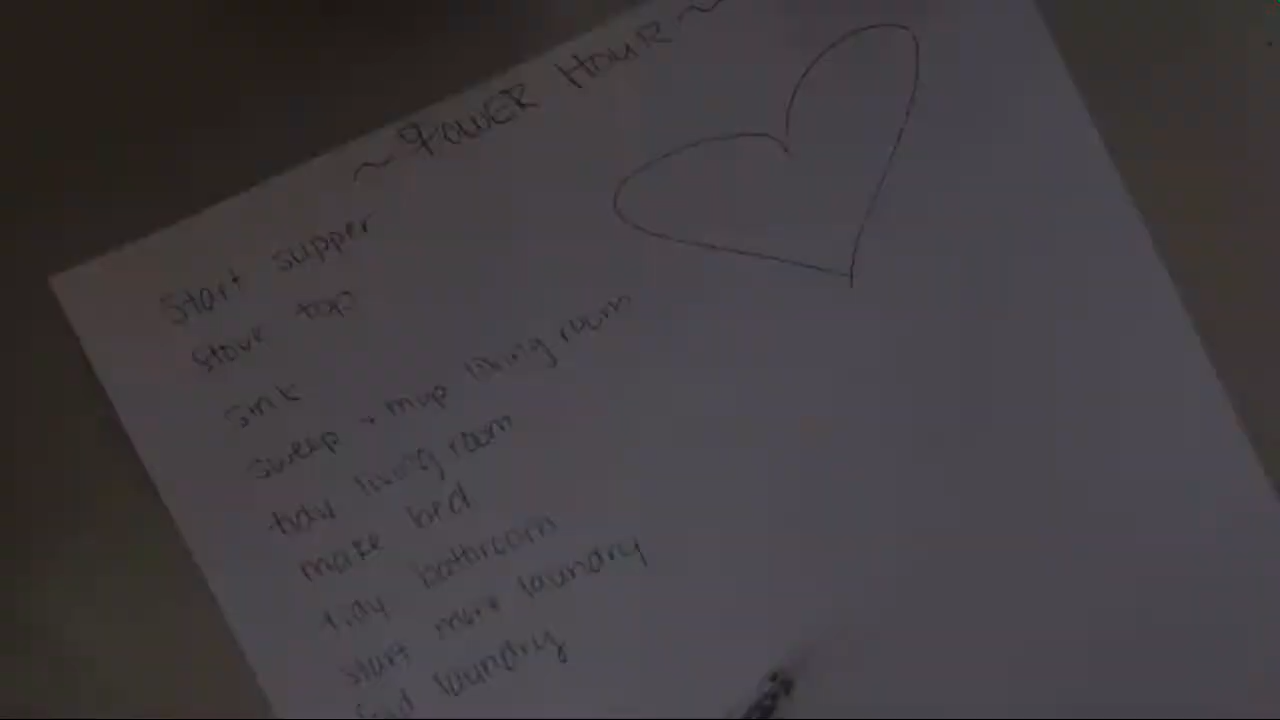 ~ POWER HOUR ~
Start supper
stove top
sink
sweep + mop living room
tidy living room
make bed
tidy bathroom
start more laundry
laundry